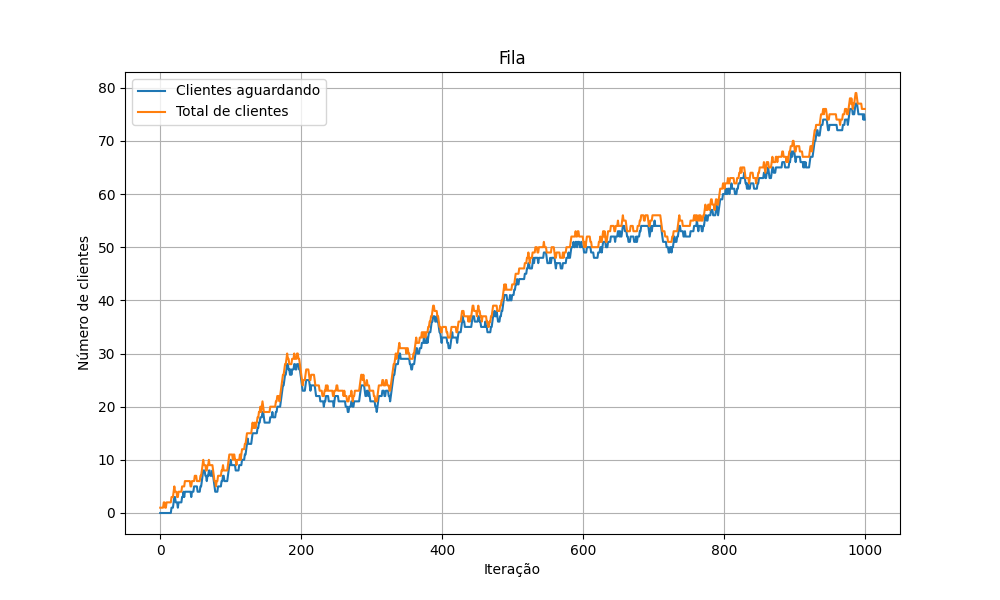 Fila
Clientes aguardando
Total de clientes
80
70
60
50
40
30
20
10
0
Número de clientes
0 200 400 600 800 1000
Iteração